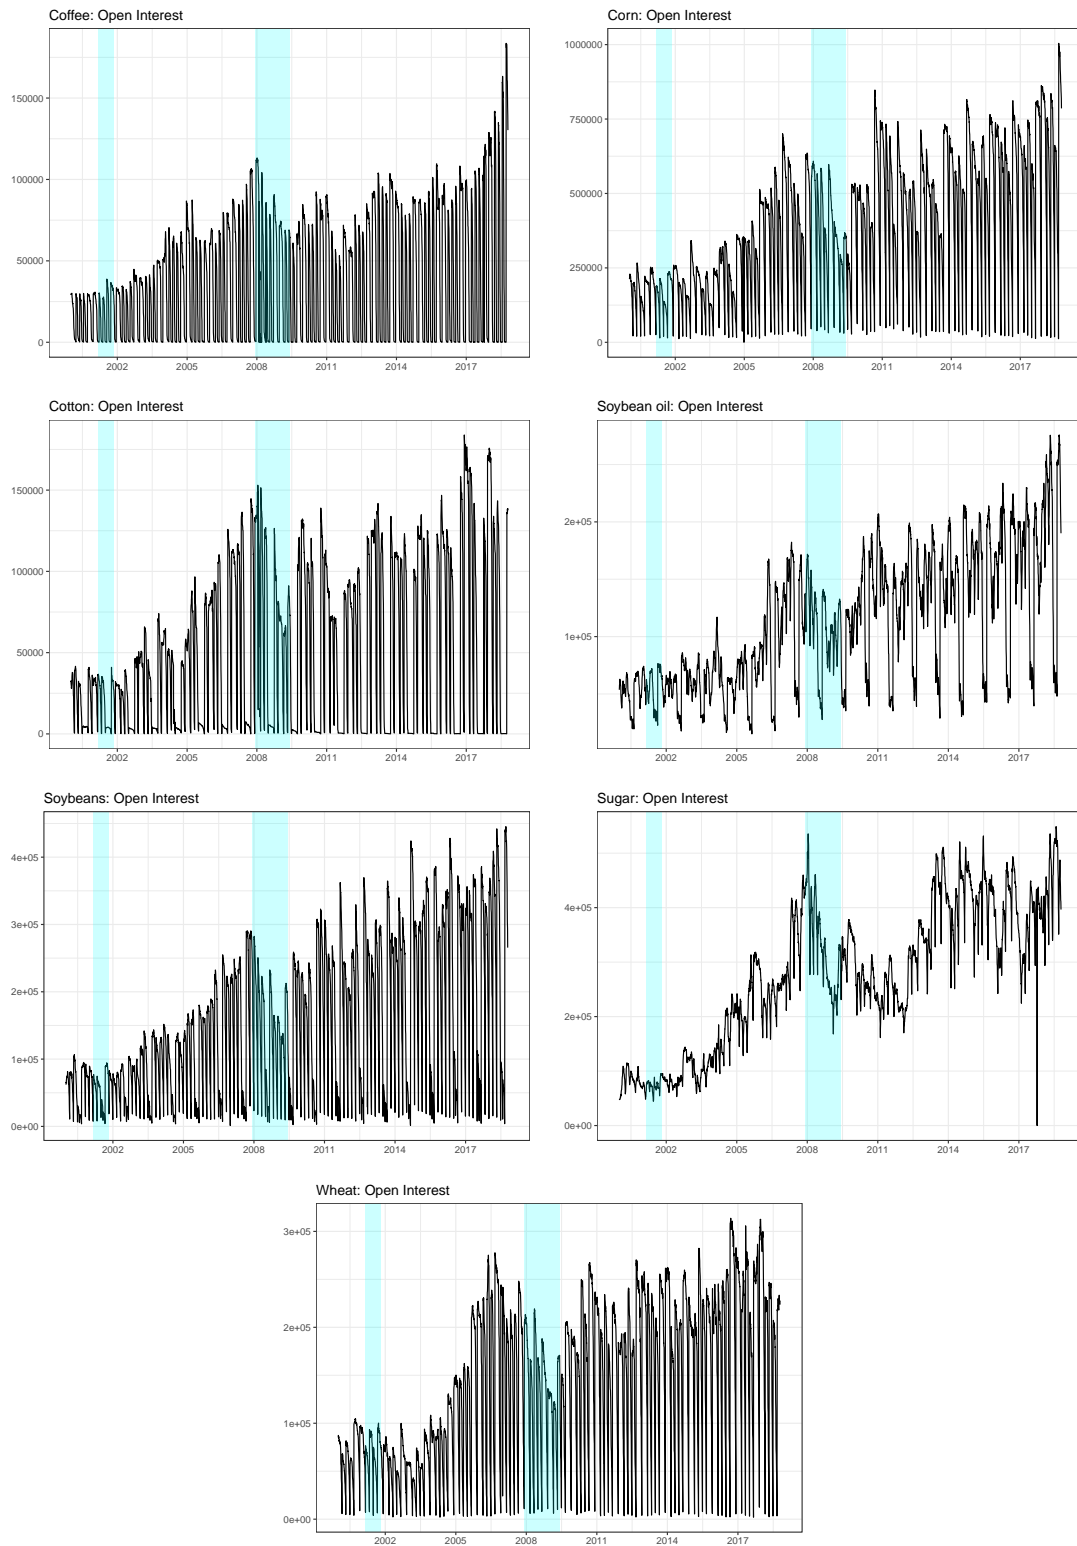 Coffee: Open Interest
150000
100000
50000
0
2002 2005 2008 2011 2014 2017
Corn: Open Interest
1000000
750000
500000
250000
0
2002 2005 2008 2011 2014 2017
Cotton: Open Interest
150000
100000
50000
0
2002 2005 2008 2011 2014 2017
Soybean oil: Open Interest
2e+05
1e+05
2002 2005 2008 2011 2014 2017
Soybeans: Open Interest
4e+05
3e+05
2e+05
1e+05
0e+00
2002 2005 2008 2011 2014 2017
Sugar: Open Interest
4e+05
2e+05
0e+00
2002 2005 2008 2011 2014 2017
Wheat: Open Interest
3e+05
2e+05
1e+05
0e+00
2002 2005 2008 2011 2014 2017